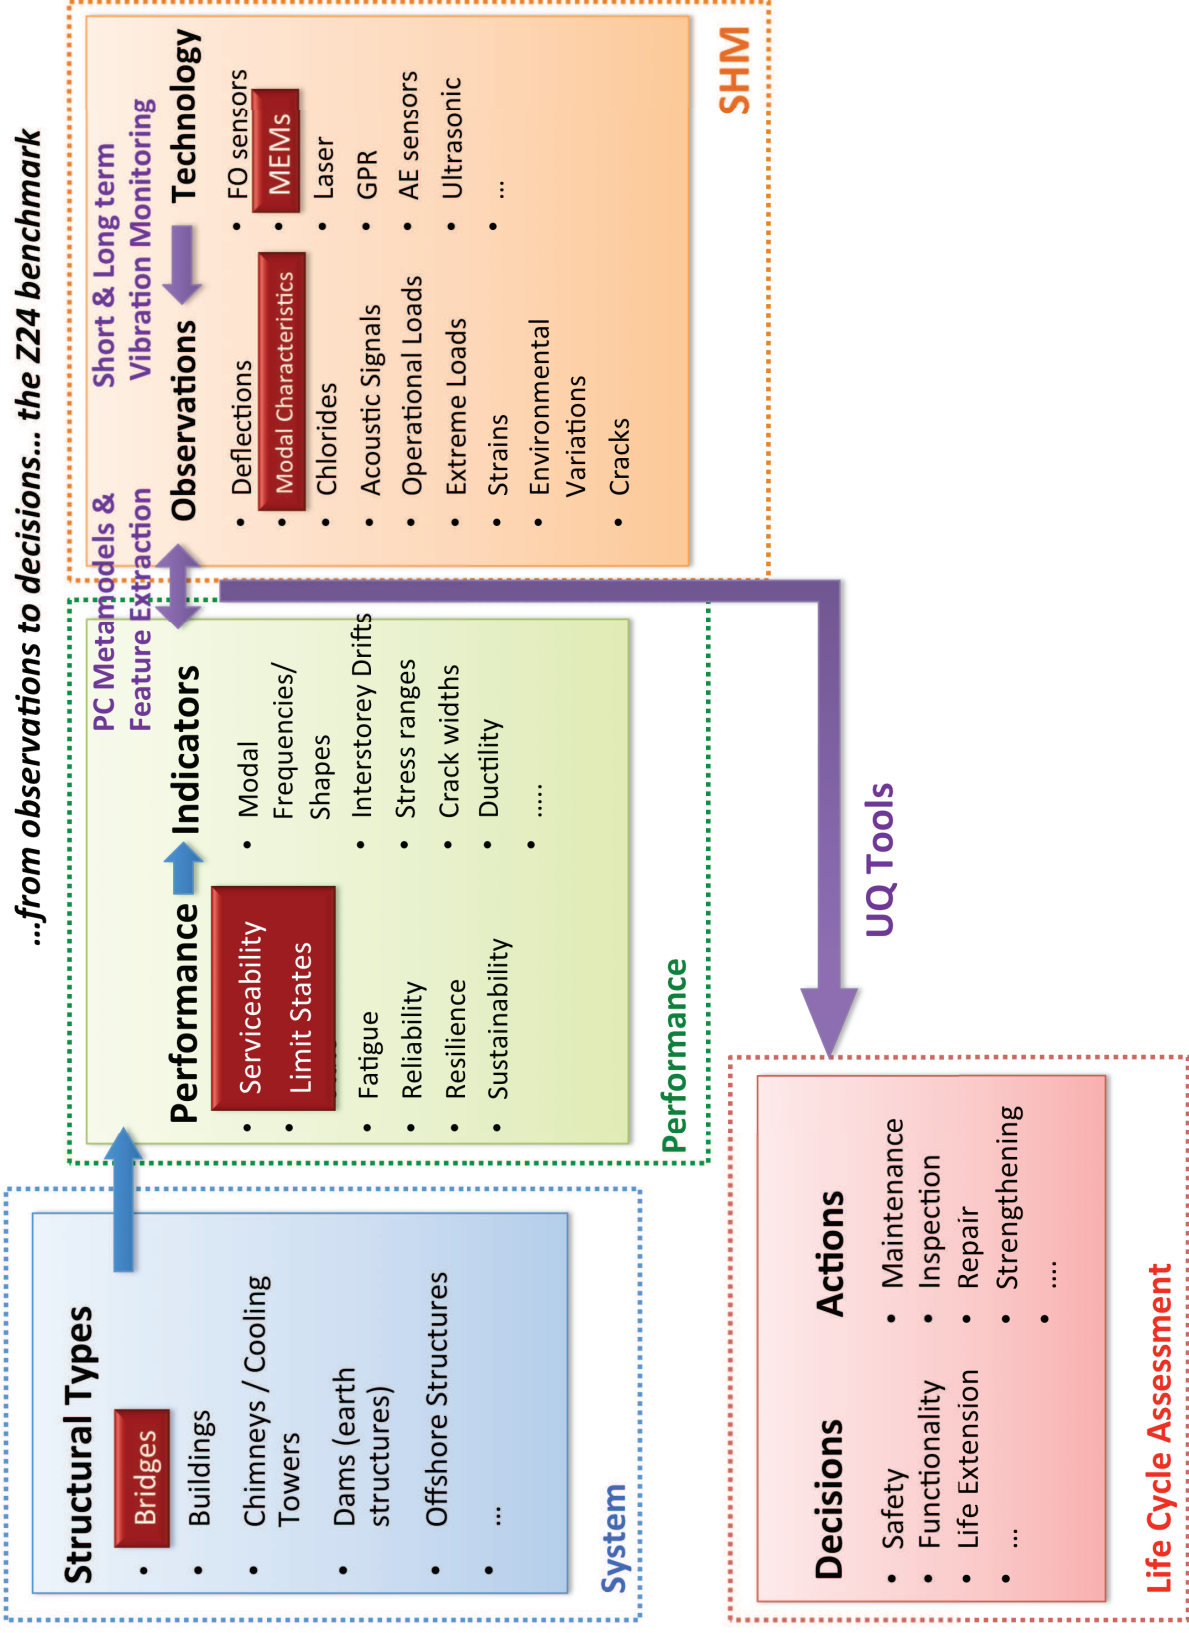 ...from observations to decisions... the Z24 benchmark
Structural Types
• Bridges
• Buildings
• Chimneys / Cooling
Towers
• Dams (earth
structures)
• Offshore Structures
• ...
System
Performance
• Serviceability
• Limit States
• Fatigue
• Reliability
• Resilience
• Sustainability
Indicators
• Modal
Frequencies/
Shapes
• Interstorey Drifts
• Stress ranges
• Crack widths
• Ductility
• .....
Performance
PC Metamodels &
Feature Extraction
Short & Long term
Vibration Monitoring
Observations
• Deflections
• Modal Characteristics
• Chlorides
• Acoustic Signals
• Operational Loads
• Extreme Loads
• Strains
• Environmental
Variations
• Cracks
Technology
• FO sensors
• MEMs
• Laser
• GPR
• AE sensors
• Ultrasonic
• ...
SHM
UQ Tools
Decisions
• Safety
• Functionality
• Life Extension
• ...
Actions
• Maintenance
• Inspection
• Repair
• Strengthening
• ....
Life Cycle Assessment